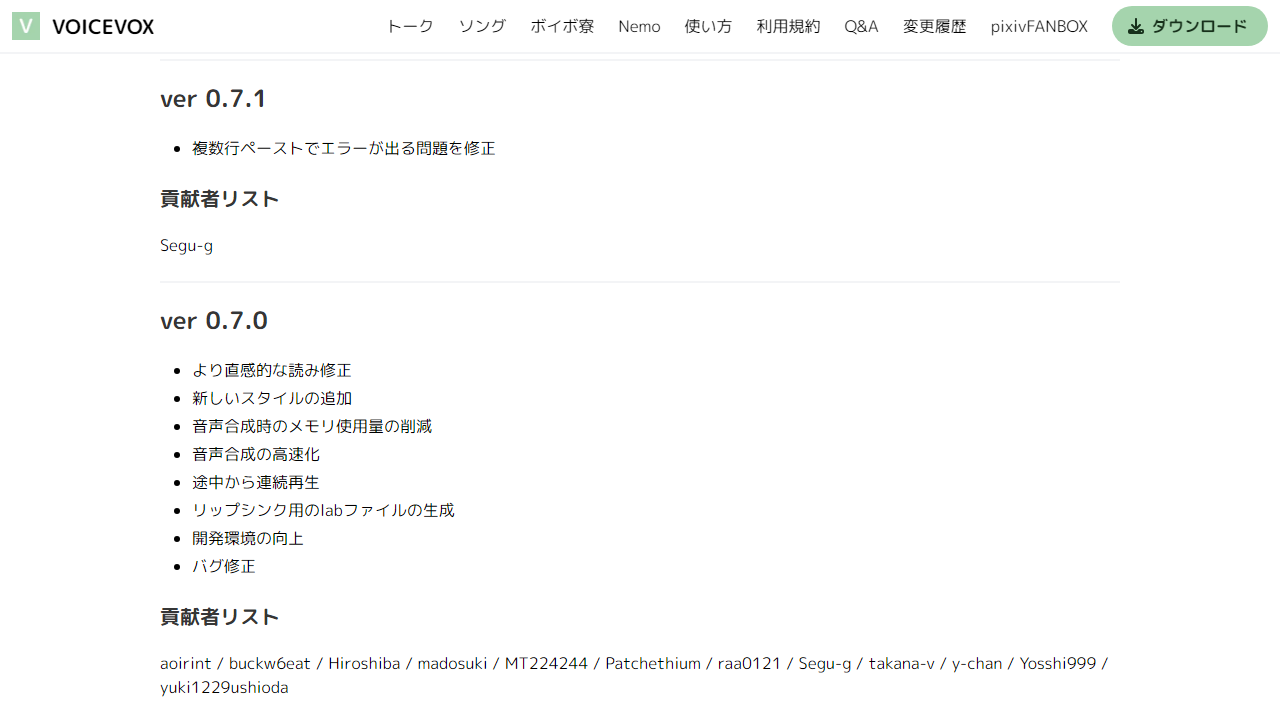 V VOICEVOX トーク ソング ボイボ寮 Nemo 使い方 利用規約 Q&A 変更履歴 pixivFANBOX ダウンロード
ver 0.7.1
複数行ペーストでエラーが出る問題を修正
貢献者リスト
Segu-g
ver 0.7.0
より直感的な読み修正
新しいスタイルの追加
音声合成時のメモリ使用量の削減
音声合成の高速化
途中から連続再生
リップシンク用のlabファイルの生成
開発環境の向上
バグ修正
貢献者リスト
aoirint / buckw6eat / Hiroshiba / madosuki / MT224244 / Patchethium / raa0121 / Segu-g / takana-v / y-chan / Yosshi999 /
yuki1229ushioda